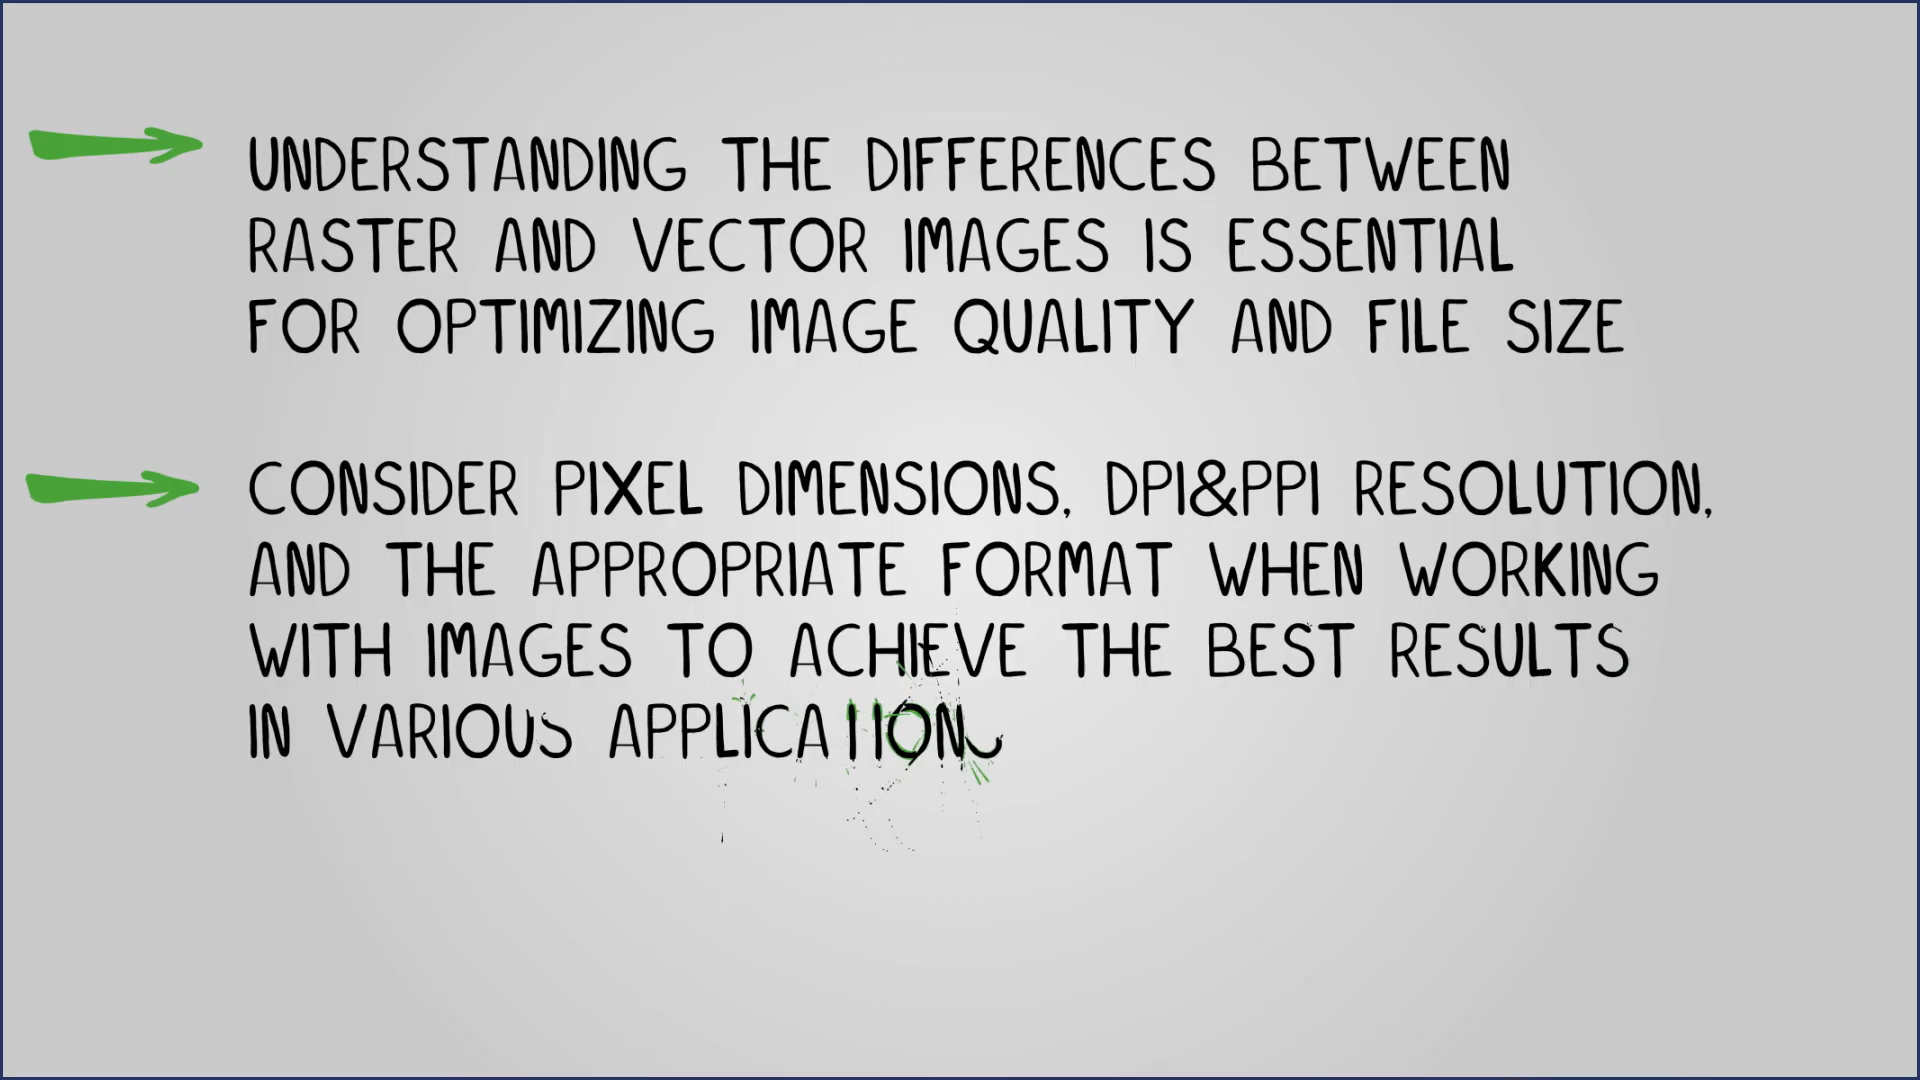 UNDERSTANDING THE DIFFERENCES BETWEEN
RASTER AND VECTOR IMAGES IS ESSENTIAL
FOR OPTIMIZING IMAGE QUALITY AND FILE SIZE
CONSIDER PIXEL DIMENSIONS, DPI&PPI RESOLUTION,
AND THE APPROPRIATE FORMAT WHEN WORKING
WITH IMAGES TO ACHIEVE THE BEST RESULTS
IN VARIOUS APPLICATIONS